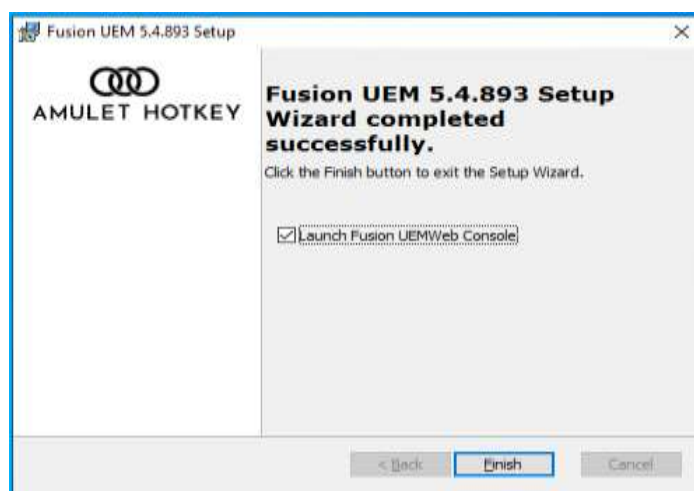 Fusion UEM 5.4.893 Setup
AMULET HOTKEY
Fusion UEM 5.4.893 Setup
Wizard completed
successfully.
Click the Finish button to exit the Setup Wizard.
Launch Fusion UEMWeb Console
< Back
Finish
Cancel